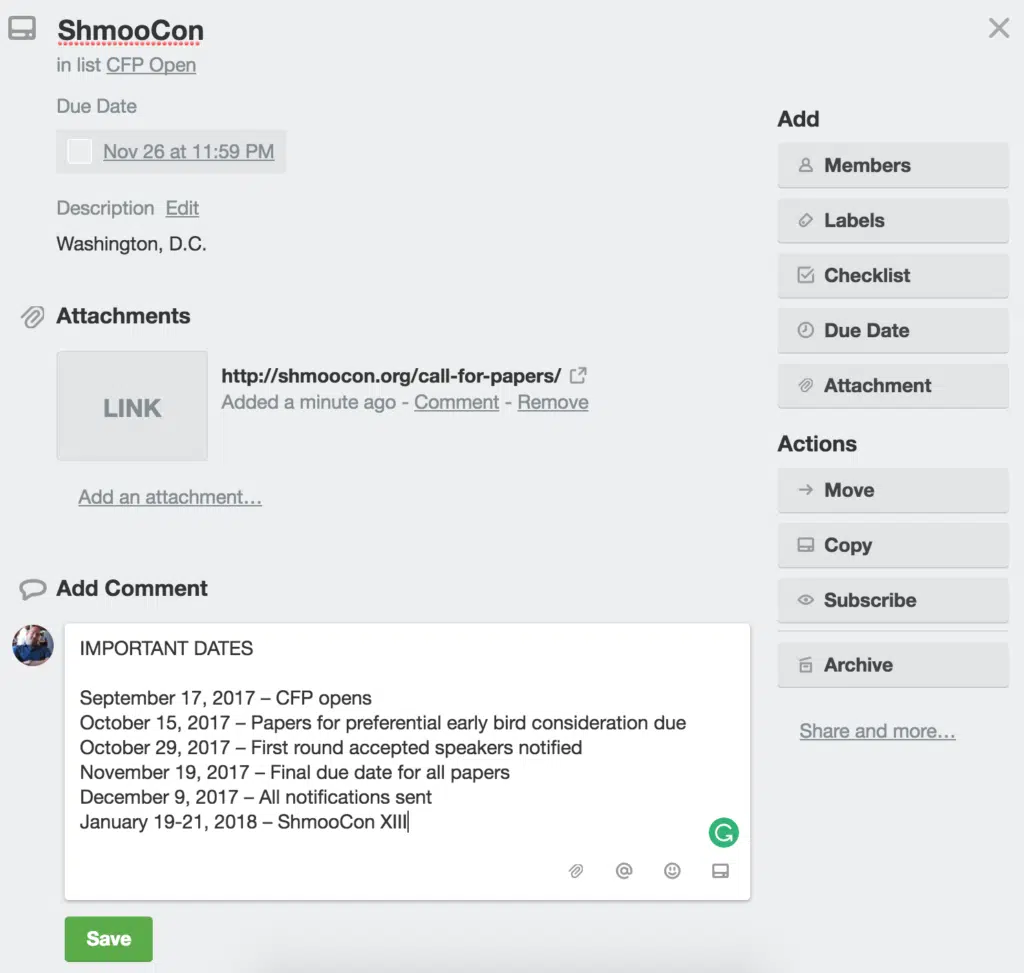 ShmooCon
in list CFP Open
Due Date
Nov 26 at 11:59 PM
Description Edit
Washington, D.C.
Attachments
LINK
http://shmoocon.org/call-for-papers/
Added a minute ago - Comment - Remove
Add an attachment...
Add Comment
IMPORTANT DATES
September 17, 2017 – CFP opens
October 15, 2017 – Papers for preferential early bird consideration due
October 29, 2017 – First round accepted speakers notified
November 19, 2017 – Final due date for all papers
December 9, 2017 – All notifications sent
January 19-21, 2018 – ShmooCon XIII
Save
Add
Members
Labels
Checklist
Due Date
Attachment
Actions
Move
Copy
Subscribe
Archive
Share and more...